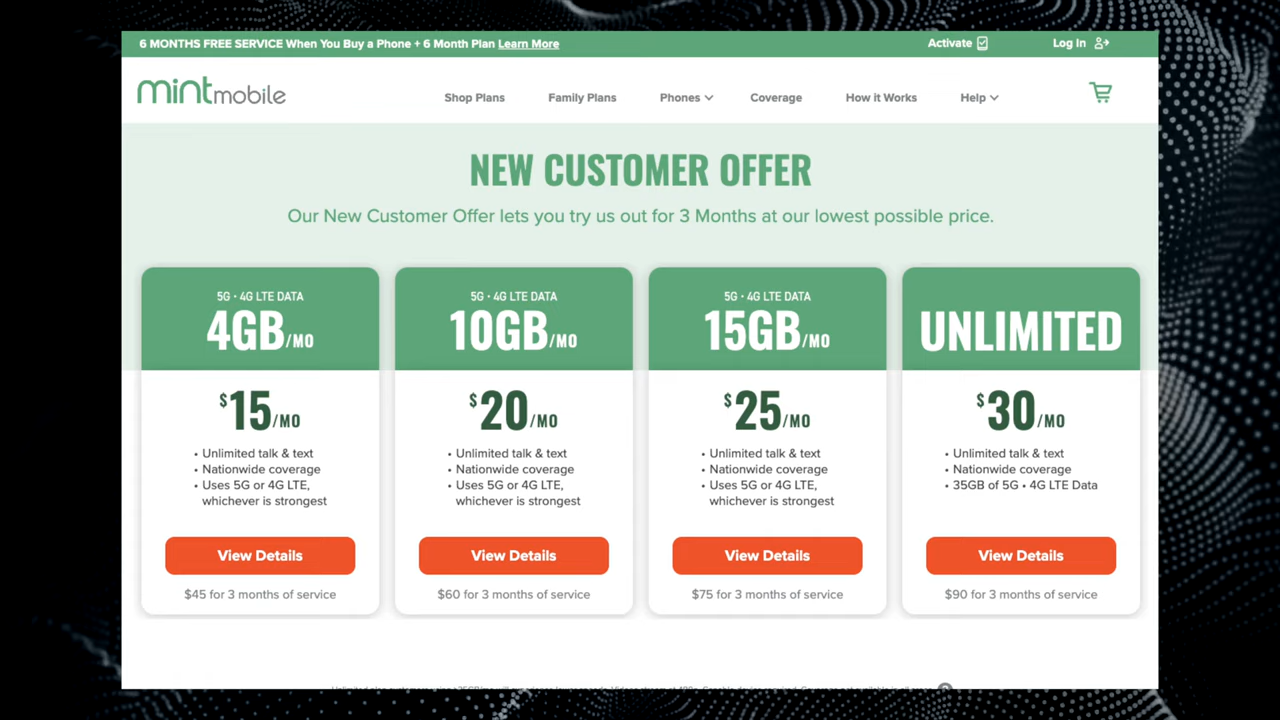 6 MONTHS FREE SERVICE When You Buy a Phone + 6 Month Plan Learn More
Activate
Log In
mintmobile
Shop Plans
Family Plans
Phones
Coverage
How it Works
Help
NEW CUSTOMER OFFER
Our New Customer Offer lets you try us out for 3 Months at our lowest possible price.
5G • 4G LTE DATA
4GB/MO
$15/MO
• Unlimited talk & text
• Nationwide coverage
• Uses 5G or 4G LTE,
whichever is strongest
View Details
$45 for 3 months of service
5G • 4G LTE DATA
10GB/MO
$20/MO
• Unlimited talk & text
• Nationwide coverage
• Uses 5G or 4G LTE,
whichever is strongest
View Details
$60 for 3 months of service
5G • 4G LTE DATA
15GB/MO
$25/MO
• Unlimited talk & text
• Nationwide coverage
• Uses 5G or 4G LTE,
whichever is strongest
View Details
$75 for 3 months of service
UNLIMITED
$30/MO
• Unlimited talk & text
• Nationwide coverage
• 35GB of 5G • 4G LTE Data
View Details
$90 for 3 months of service